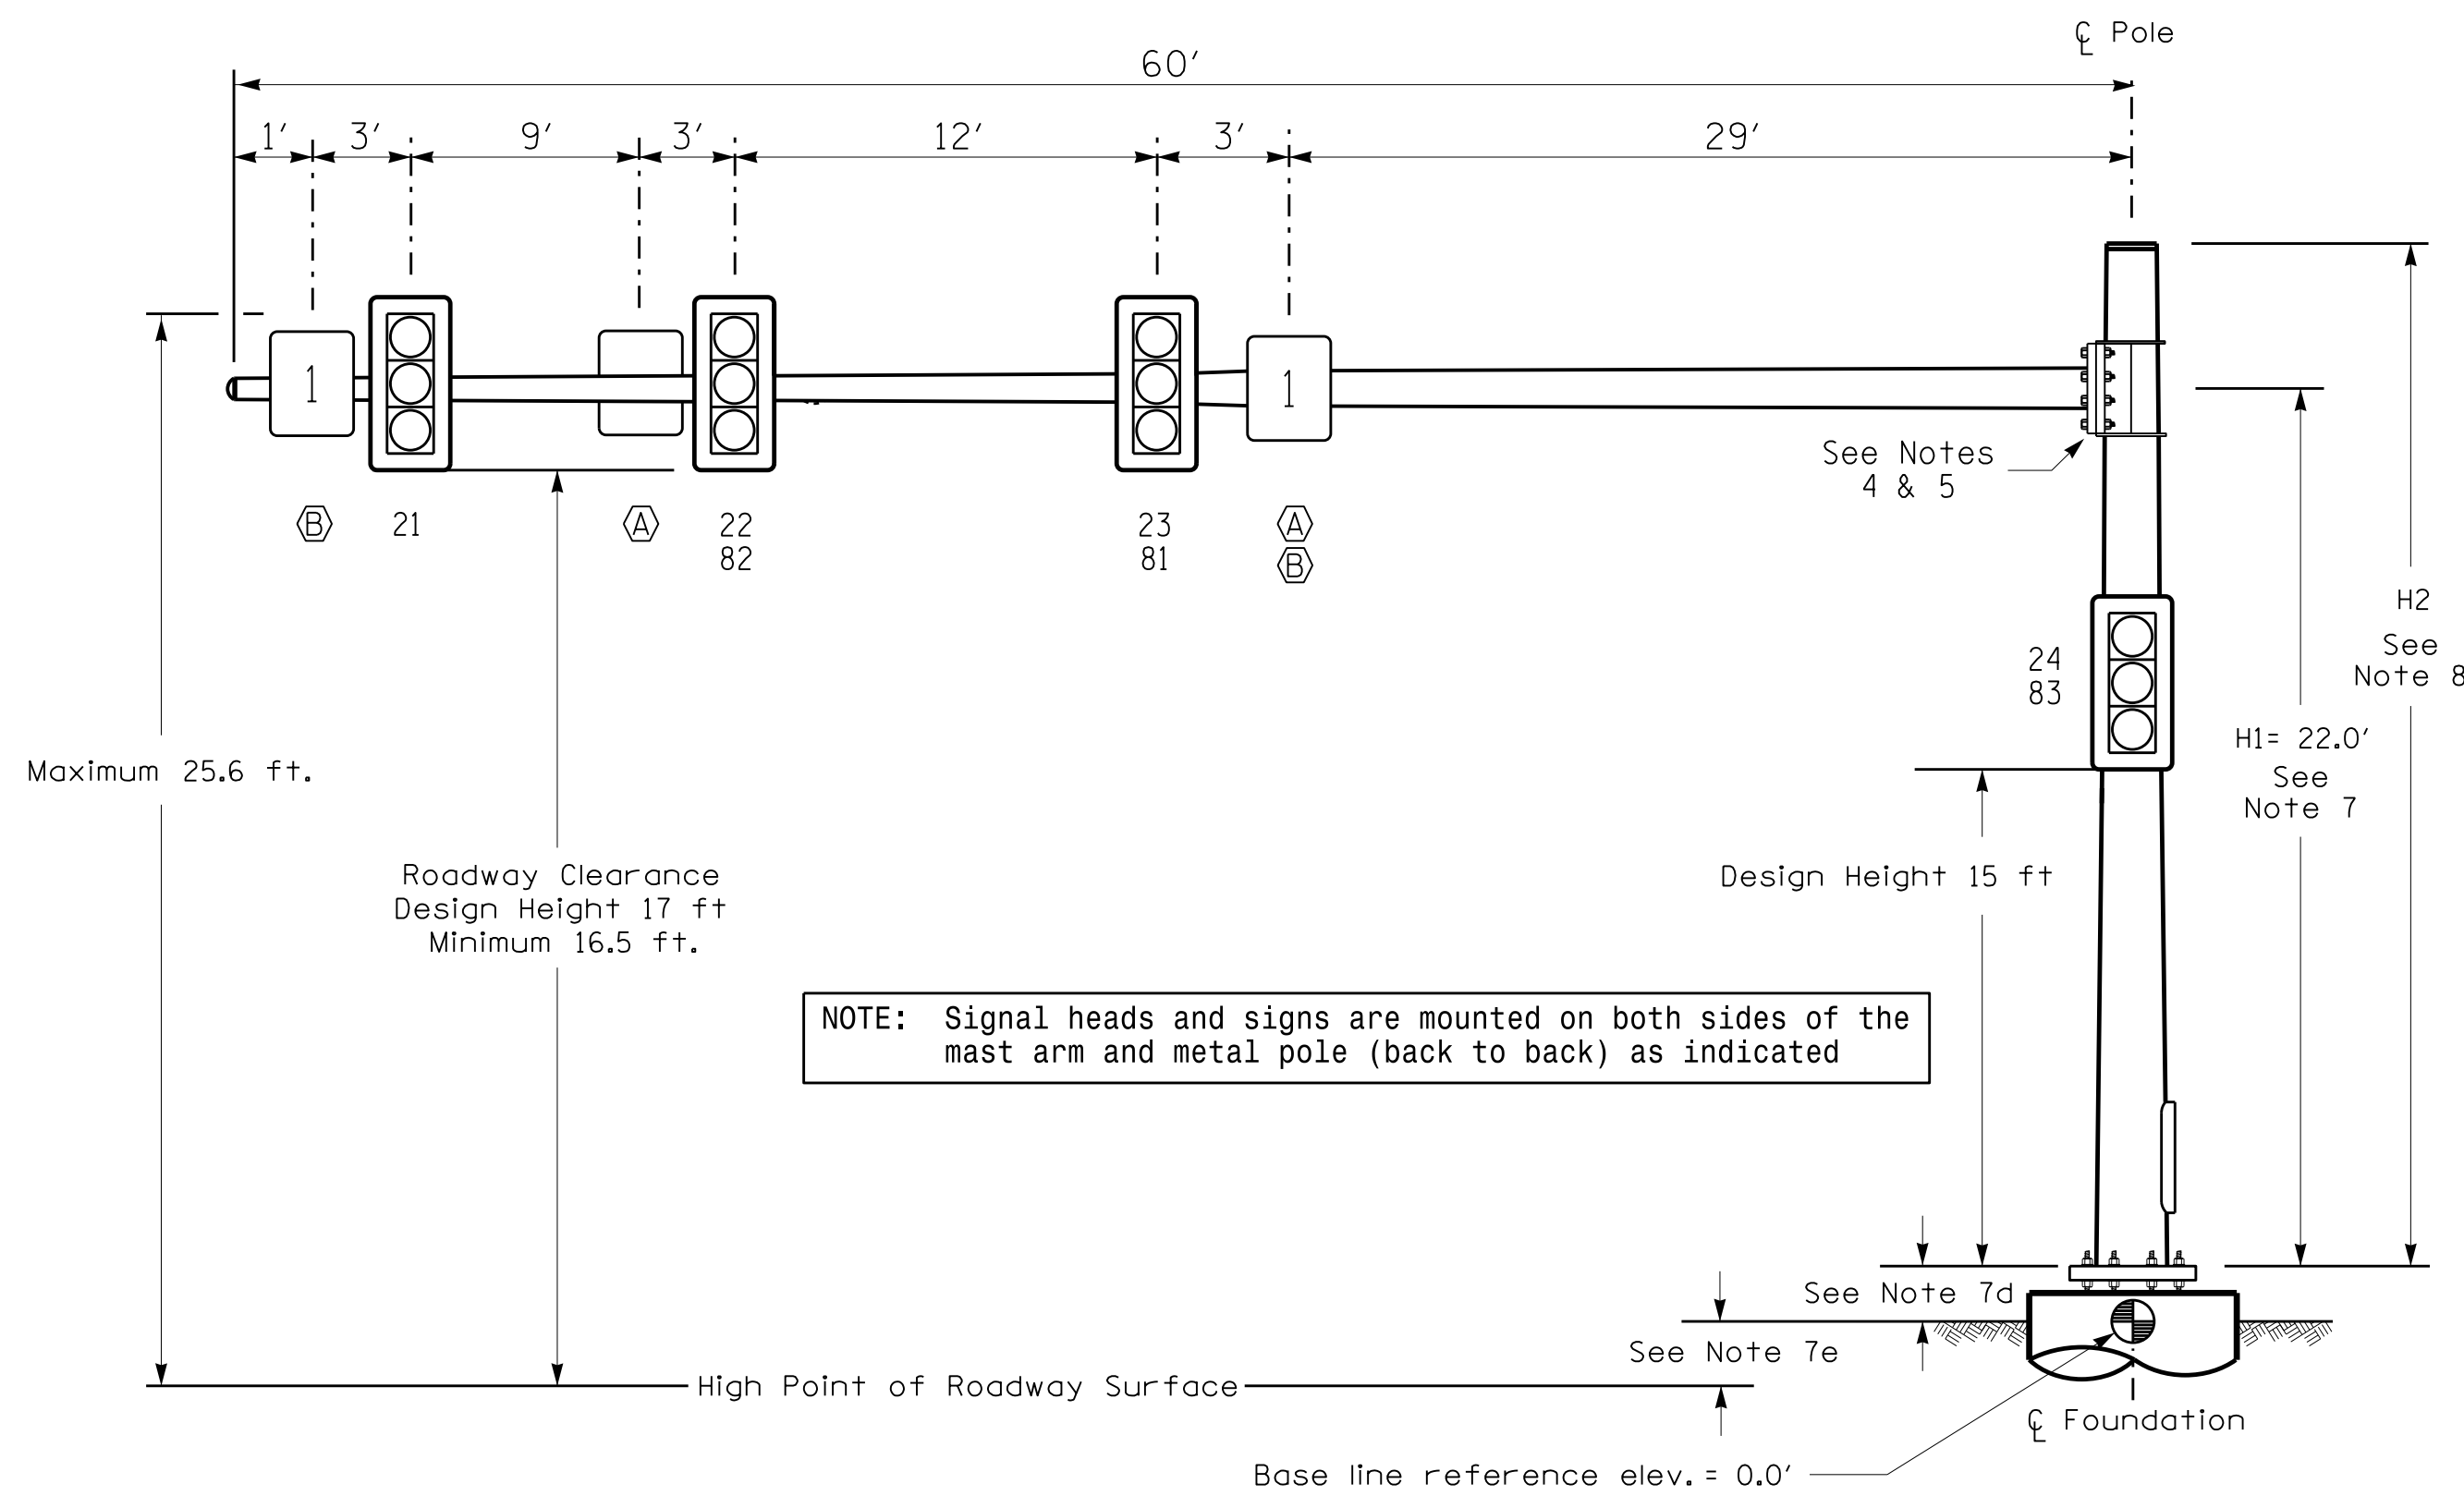 ℄ Pole
60'
1' 3' 9' 3' 12' 3' 29'
1
1
See Notes
4 & 5
B 21 A 22 23 A
82 81 B
H2
See
Note 8
24
83
H1= 22.0'
See
Note 7
Maximum 25.6 ft.
Roadway Clearance
Design Height 17 ft
Minimum 16.5 ft.
Design Height 15 ft
NOTE: Signal heads and signs are mounted on both sides of the
mast arm and metal pole (back to back) as indicated
See Note 7d
See Note 7e
High Point of Roadway Surface
℄ Foundation
Base line reference elev. = 0.0'